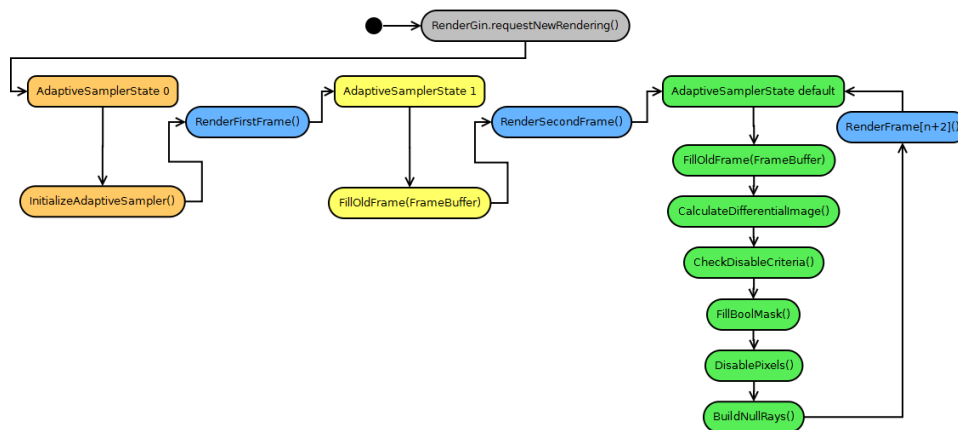 RenderGin.requestNewRendering()
AdaptiveSamplerState 0
AdaptiveSamplerState 1
AdaptiveSamplerState default
RenderFirstFrame()
RenderSecondFrame()
RenderFrame[n+2]()
FillOldFrame(FrameBuffer)
InitializeAdaptiveSampler()
FillOldFrame(FrameBuffer)
CalculateDifferentialImage()
CheckDisableCriteria()
FillBoolMask()
DisablePixels()
BuildNullRays()